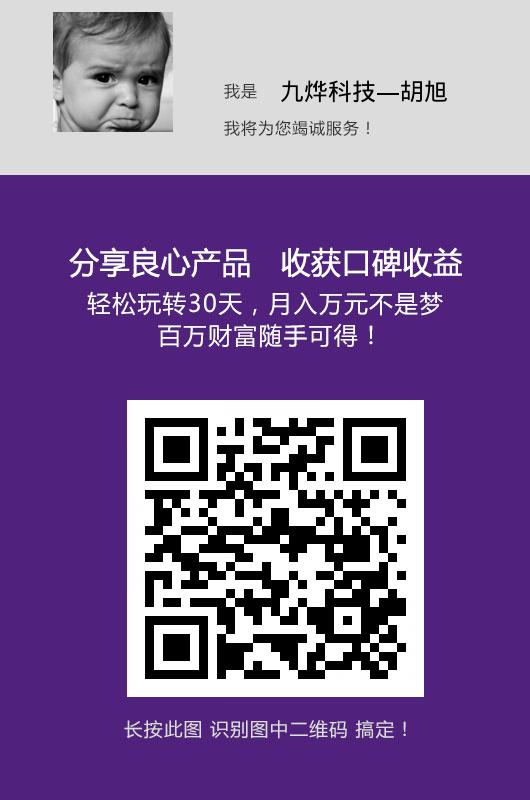 我是 九烨科技—胡旭
我将为您竭诚服务！
分享良心产品 收获口碑收益
轻松玩转30天，月入万元不是梦
百万财富随手可得！
长按此图 识别图中二维码 搞定！